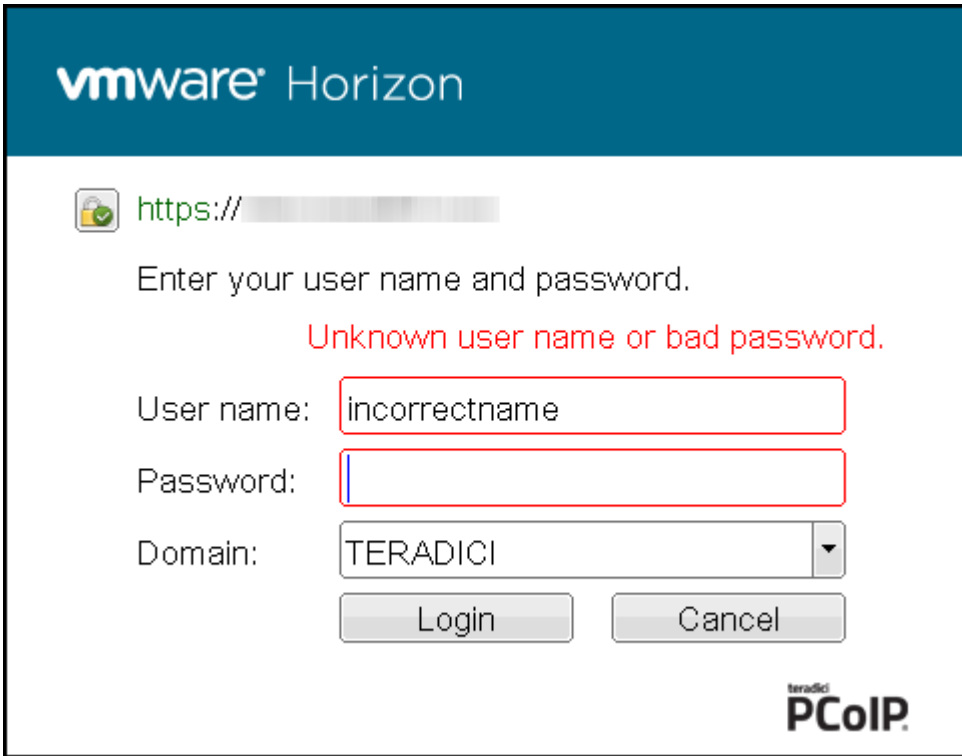 vmware® Horizon
https://
Enter your user name and password.
Unknown user name or bad password.
User name: incorrectname
Password:
Domain: TERADICI
Login Cancel
teradici
PCoIP®